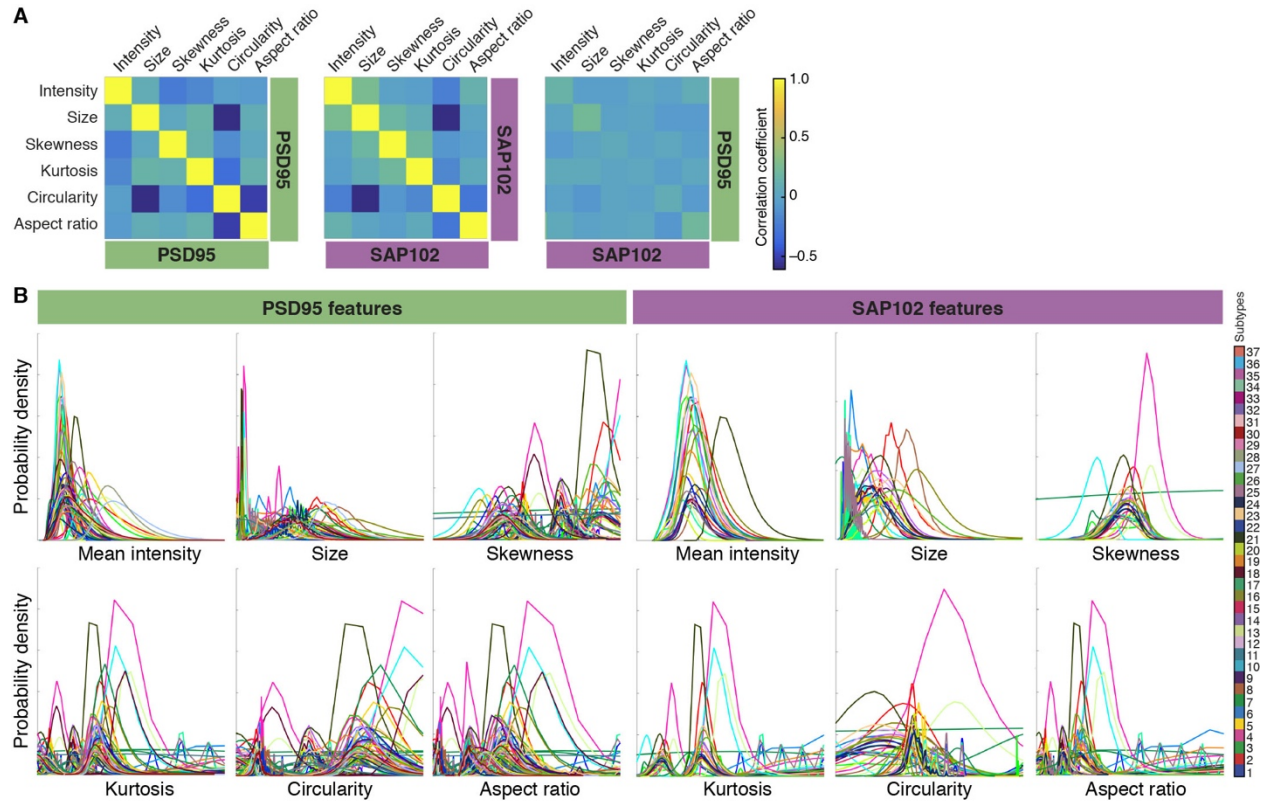 A
Intensity Size Skewness Kurtosis Circularity Aspect ratio
Intensity Size Skewness Kurtosis Circularity Aspect ratio
Intensity Size Skewness Kurtosis Circularity Aspect ratio
Intensity
Size
Skewness
Kurtosis
Circularity
Aspect ratio
PSD95
PSD95
SAP102
SAP102
PSD95
SAP102
1.0
0.5
0
–0.5
Correlation coefficient
B
PSD95 features
SAP102 features
Probability density
Mean intensity
Size
Skewness
Mean intensity
Size
Skewness
Probability density
Kurtosis
Circularity
Aspect ratio
Kurtosis
Circularity
Aspect ratio
Subtypes
37
36
35
34
33
32
31
30
29
28
27
26
25
24
23
22
21
20
19
18
17
16
15
14
13
12
11
10
9
8
7
6
5
4
3
2
1